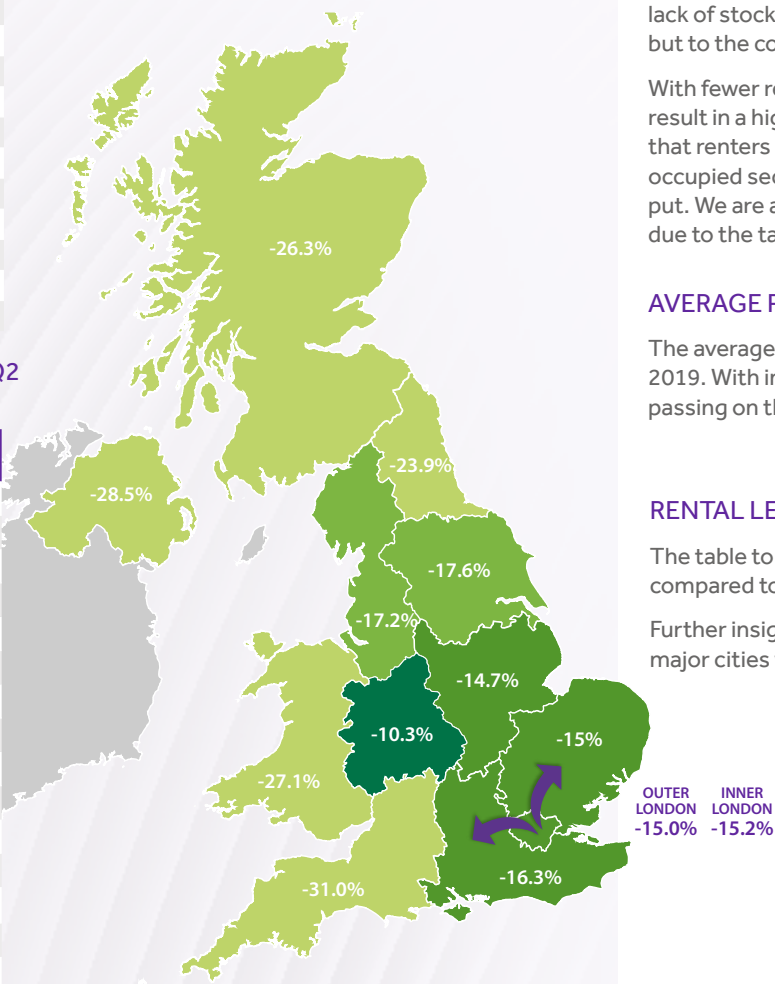 Q2
-26.3%
-28.5%
-23.9%
-17.6%
-17.2%
-14.7%
-10.3%
-15%
-27.1%
OUTER LONDON -15.0%
INNER LONDON -15.2%
-16.3%
-31.0%
lack of stock
but to the co
With fewer re
result in a hig
that renters
occupied sec
put. We are a
due to the ta
AVERAGE P
The average
2019. With in
passing on th
RENTAL LE
The table to
compared to
Further insig
major cities